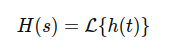 H(s) = ℒ{h(t)}